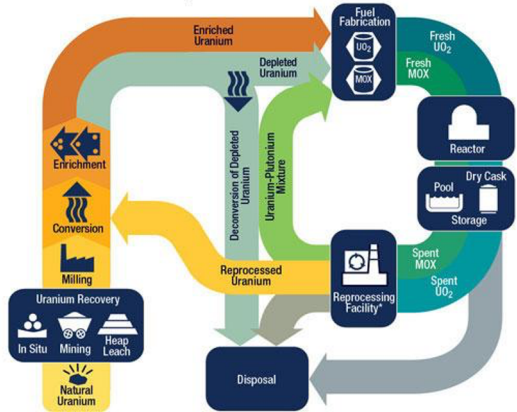 Enriched Uranium
Fuel
Fabrication
UO2
MOX
Fresh
UO2
Depleted
Uranium
Fresh
MOX
Reactor
Enrichment
Deconversion of Depleted
Uranium
Uranium-Plutonium
Mixture
Dry Cask
Pool
Storage
Conversion
Milling
Reprocessed
Uranium
Spent
MOX
Spent
UO2
Reprocessing
Facility*
Uranium Recovery
In Situ
Mining
Heap
Leach
Disposal
Natural
Uranium